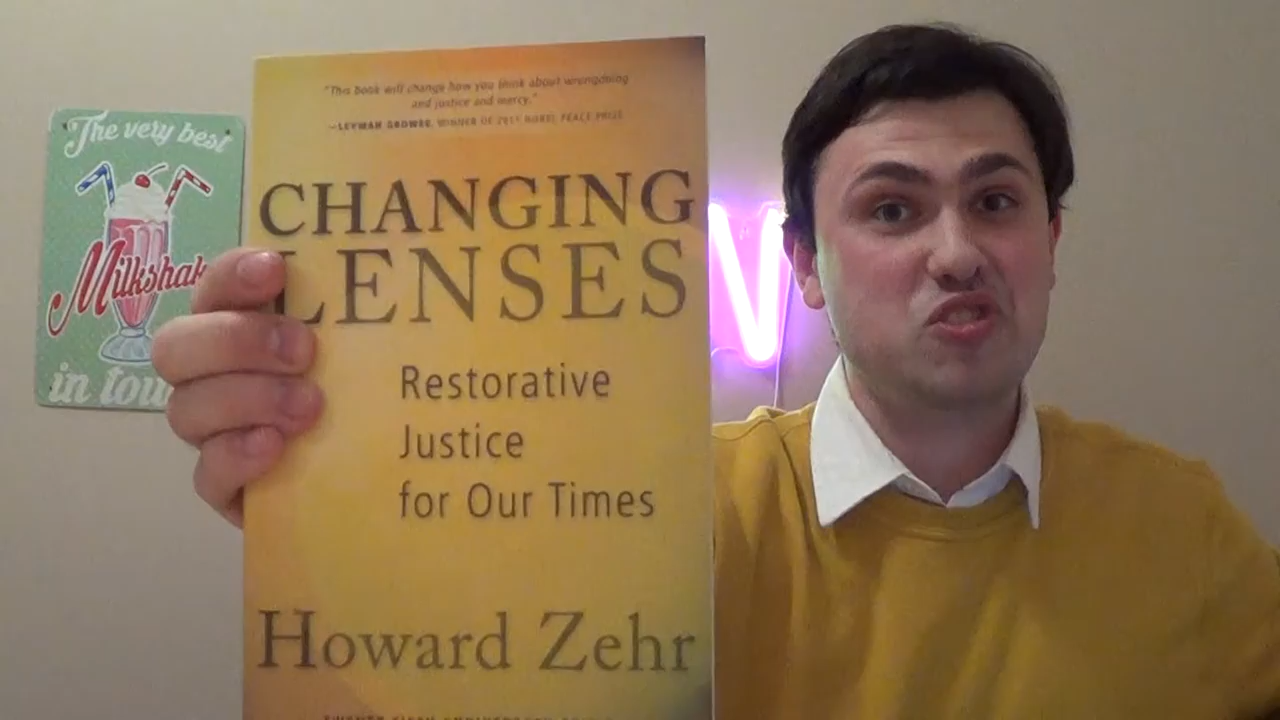 The very best
Milkshak
in tow
"This book will change how you think about wrongdoing
and justice and mercy."
—LEYMAH GBOWEE, WINNER OF 2011 NOBEL PEACE PRIZE
CHANGING
LENSES
Restorative
Justice
for Our Times
Howard Zehr